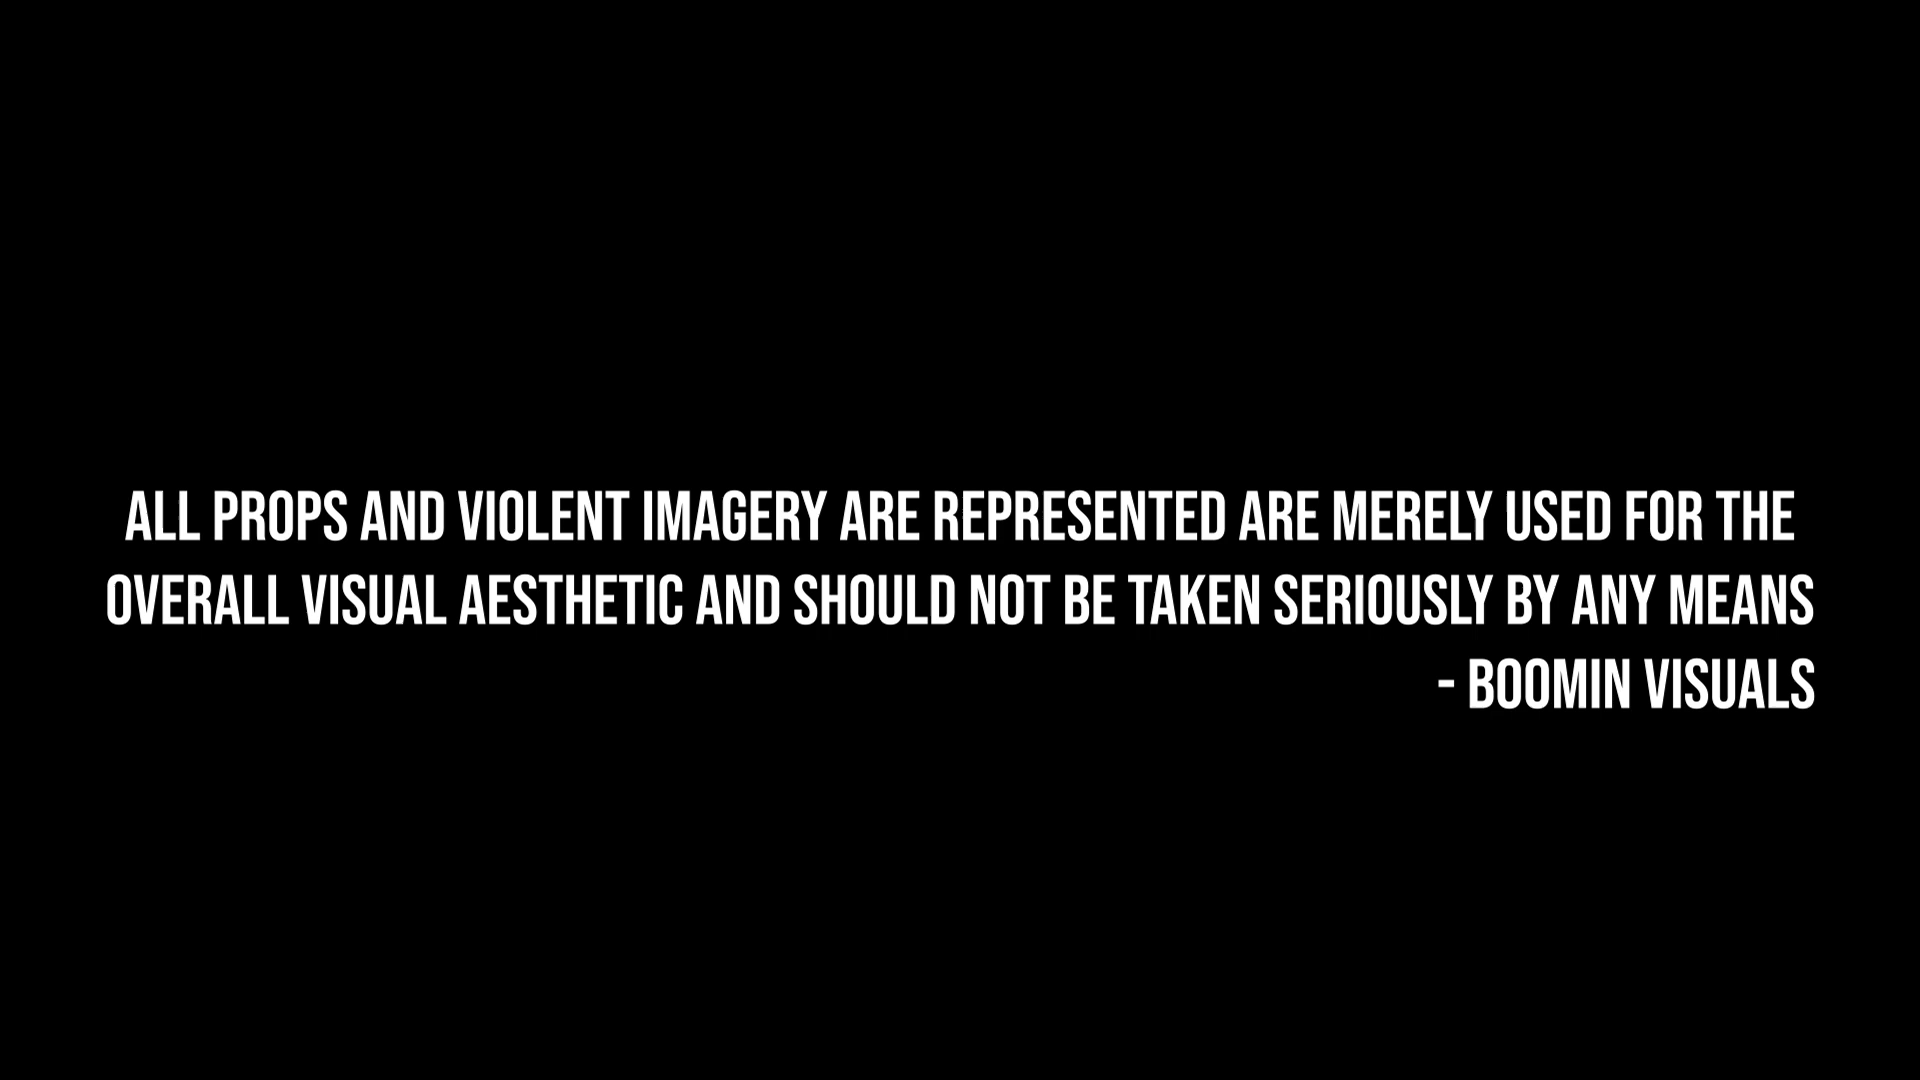 ALL PROPS AND VIOLENT IMAGERY ARE REPRESENTED ARE MERELY USED FOR THE
OVERALL VISUAL AESTHETIC AND SHOULD NOT BE TAKEN SERIOUSLY BY ANY MEANS
- BOOMIN VISUALS